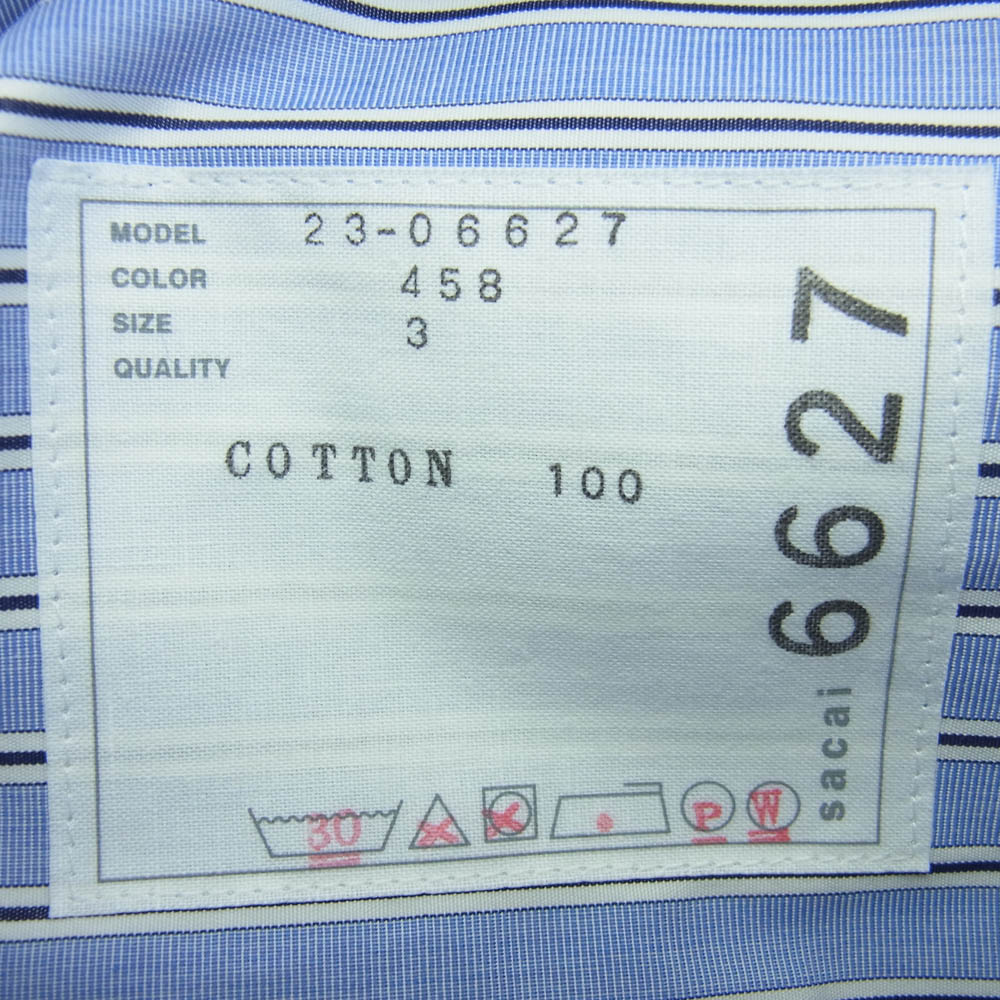 MODEL 23-06627
COLOR 458
SIZE 3
QUALITY
COTTON 100
30 P W
sacai 6627